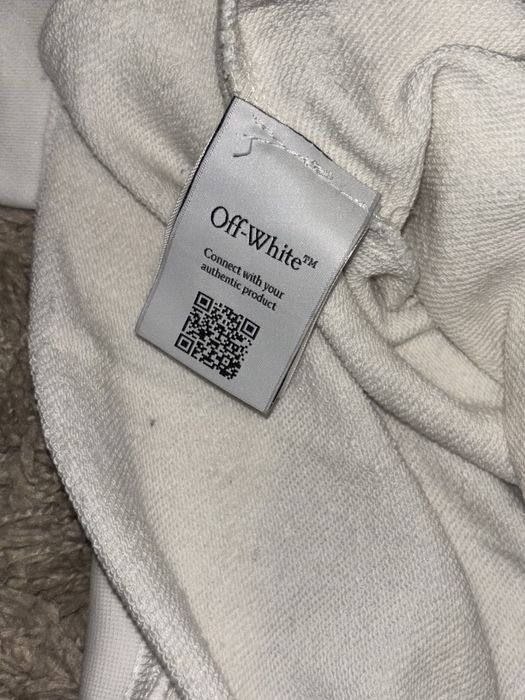 Off-White™
Connect with your
authentic product